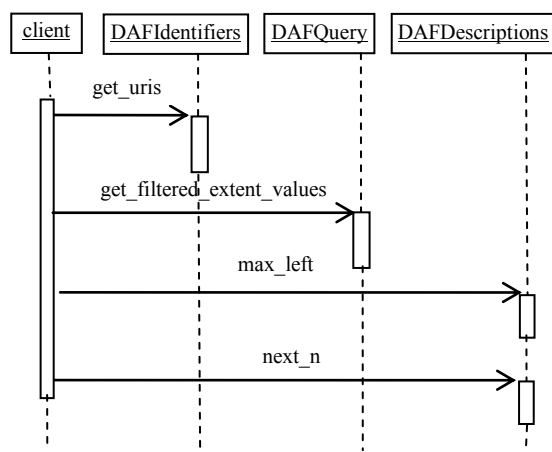 client
DAFIdentifiers
DAFQuery
DAFDescriptions
get_uris
get_filtered_extent_values
max_left
next_n